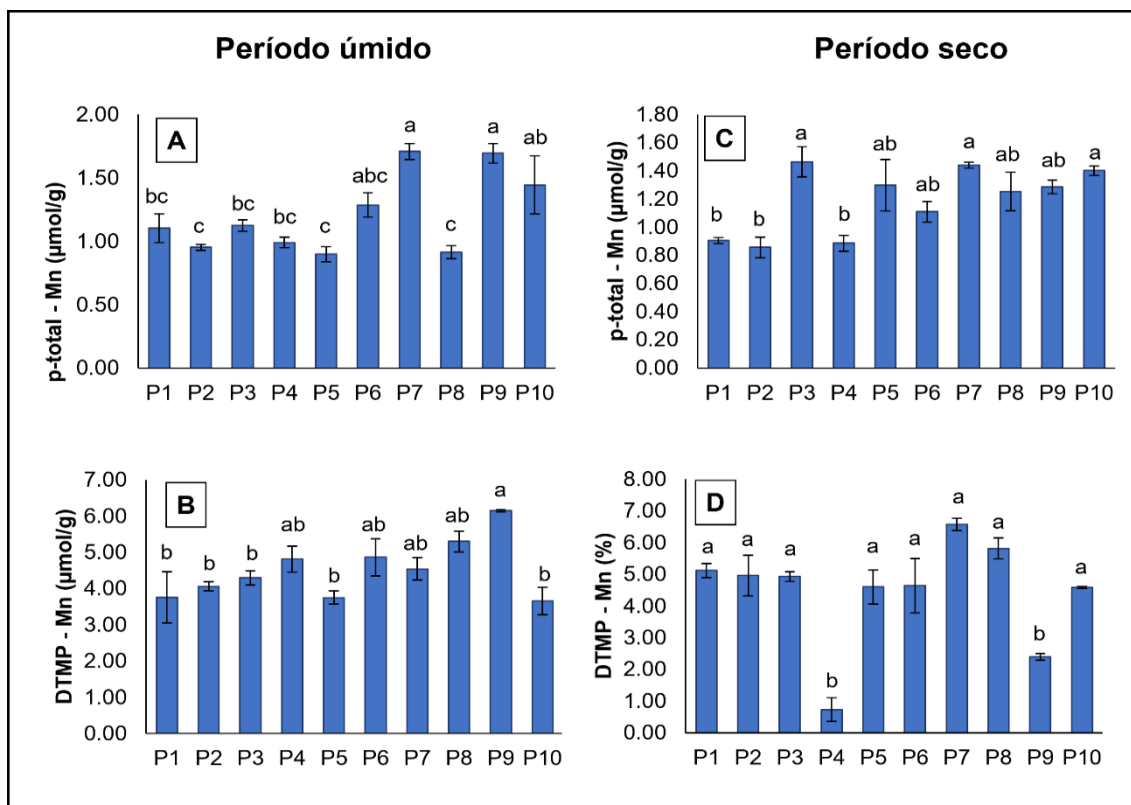 Período úmido
Período seco
A
p-total - Mn (µmol/g)
2.00
1.50
1.00
0.50
0.00
bc c bc bc c abc a c a ab
P1 P2 P3 P4 P5 P6 P7 P8 P9 P10
C
p-total - Mn (µmol/g)
1.80
1.60
1.40
1.20
1.00
0.80
0.60
0.40
0.20
0.00
b b a b ab ab a ab ab a
P1 P2 P3 P4 P5 P6 P7 P8 P9 P10
B
DTMP - Mn (µmol/g)
7.00
6.00
5.00
4.00
3.00
2.00
1.00
0.00
b b b ab b ab ab ab a b
P1 P2 P3 P4 P5 P6 P7 P8 P9 P10
D
DTMP - Mn (%)
8.00
7.00
6.00
5.00
4.00
3.00
2.00
1.00
0.00
a a a b a a a a b a
P1 P2 P3 P4 P5 P6 P7 P8 P9 P10